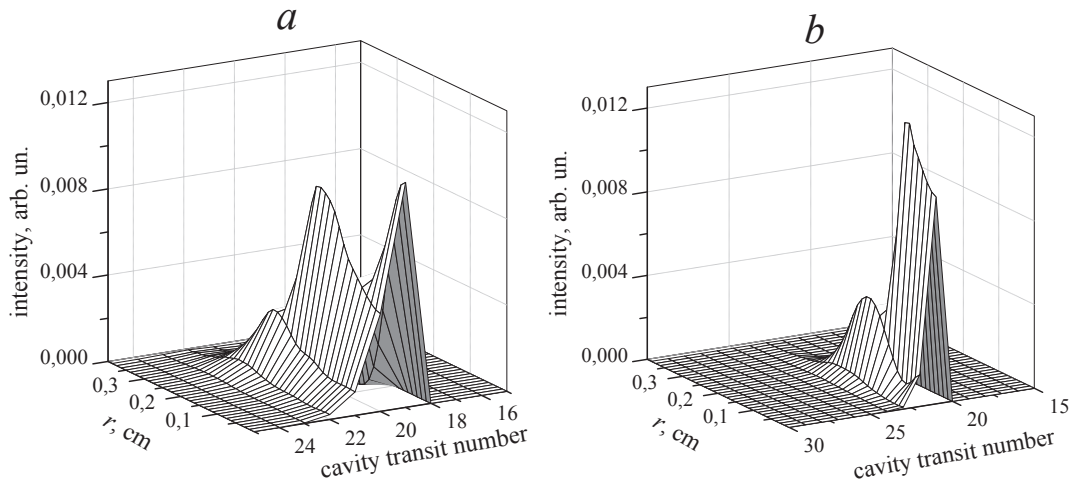 a
0,012
0,008
0,004
0,000
intensity, arb. un.
0,3
0,2
0,1
r, cm
24
22
20
18
16
cavity transit number
b
0,012
0,008
0,004
0,000
intensity, arb. un.
0,3
0,2
0,1
r, cm
30
25
20
15
cavity transit number